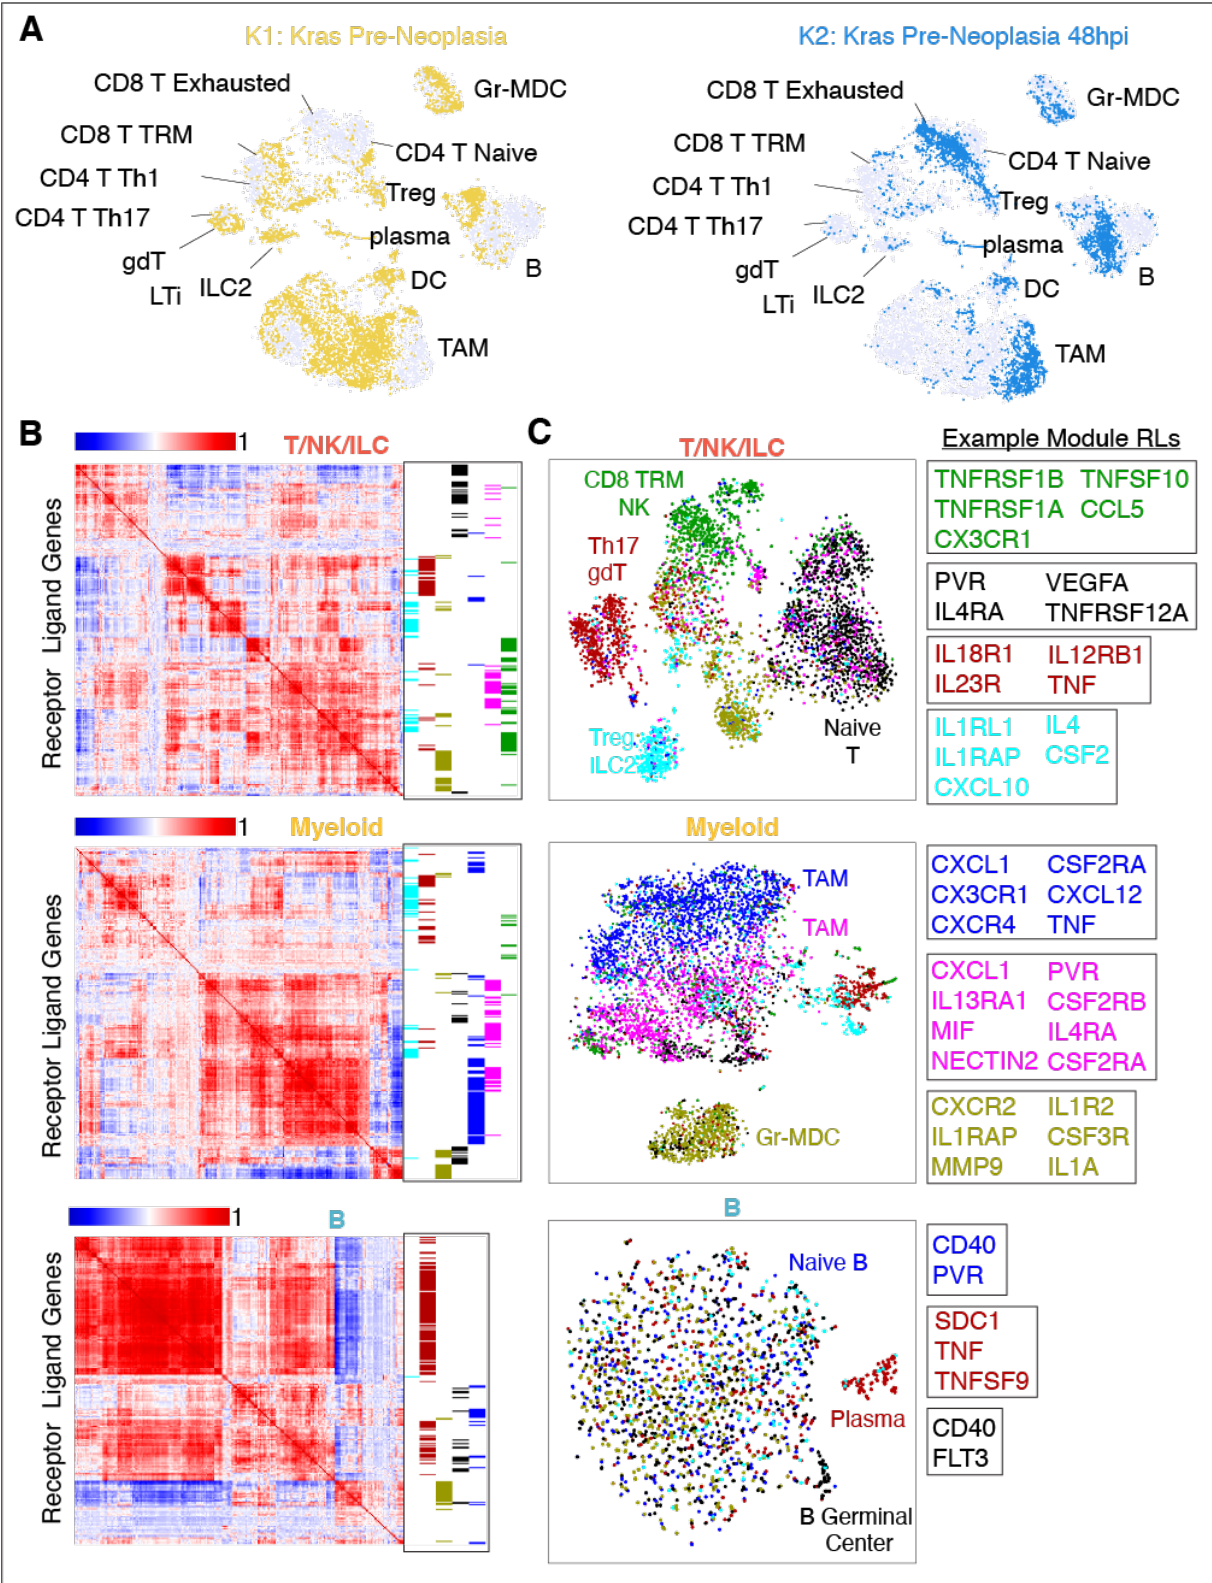 A
K1: Kras Pre-Neoplasia
CD8 T Exhausted
Gr-MDC
CD8 T TRM
CD4 T Naive
CD4 T Th1
Treg
CD4 T Th17
plasma
gdT
B
LTi
ILC2
DC
TAM
K2: Kras Pre-Neoplasia 48hpi
CD8 T Exhausted
Gr-MDC
CD8 T TRM
CD4 T Naive
CD4 T Th1
Treg
CD4 T Th17
plasma
gdT
B
LTi
ILC2
DC
TAM
B
1
T/NK/ILC
Receptor Ligand Genes
1
Myeloid
Receptor Ligand Genes
1
B
Receptor Ligand Genes
C
T/NK/ILC
CD8 TRM
NK
Th17
gdT
Treg
ILC2
Naive
T
Example Module RLs
TNFRSF1B TNFSF10
TNFRSF1A CCL5
CX3CR1
PVR VEGFA
IL4RA TNFRSF12A
IL18R1 IL12RB1
IL23R TNF
IL1RL1 IL4
IL1RAP CSF2
CXCL10
Myeloid
TAM
TAM
Gr-MDC
CXCL1 CSF2RA
CX3CR1 CXCL12
CXCR4 TNF
CXCL1 PVR
IL13RA1 CSF2RB
MIF IL4RA
NECTIN2 CSF2RA
CXCR2 IL1R2
IL1RAP CSF3R
MMP9 IL1A
B
Naive B
Plasma
B Germinal
Center
CD40
PVR
SDC1
TNF
TNFSF9
CD40
FLT3